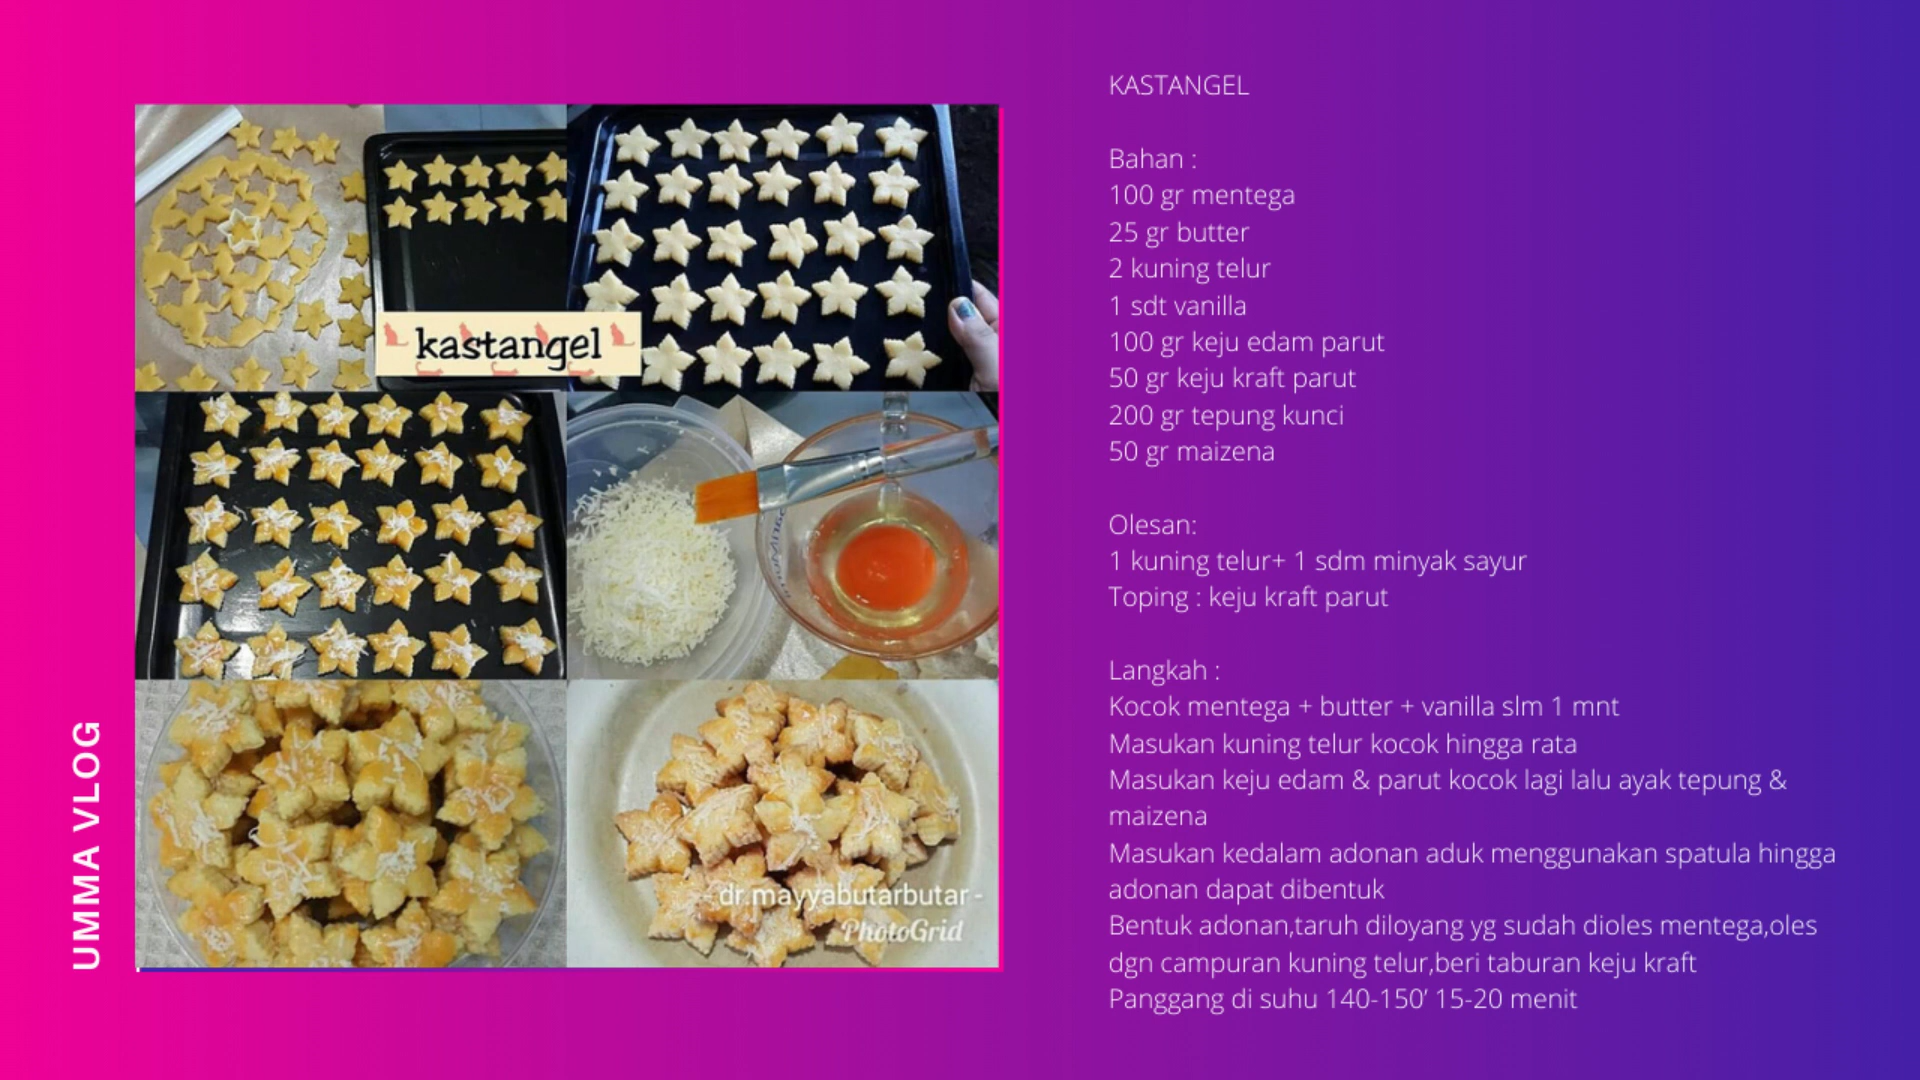 UMMA VLOG
kastangel
dr.mayyabutarbutar -
PhotoGrid
KASTANGEL
Bahan :
100 gr mentega
25 gr butter
2 kuning telur
1 sdt vanilla
100 gr keju edam parut
50 gr keju kraft parut
200 gr tepung kunci
50 gr maizena
Olesan:
1 kuning telur+ 1 sdm minyak sayur
Toping : keju kraft parut
Langkah :
Kocok mentega + butter + vanilla slm 1 mnt
Masukan kuning telur kocok hingga rata
Masukan keju edam & parut kocok lagi lalu ayak tepung &
maizena
Masukan kedalam adonan aduk menggunakan spatula hingga
adonan dapat dibentuk
Bentuk adonan,taruh diloyang yg sudah dioles mentega,oles
dgn campuran kuning telur,beri taburan keju kraft
Panggang di suhu 140-150' 15-20 menit